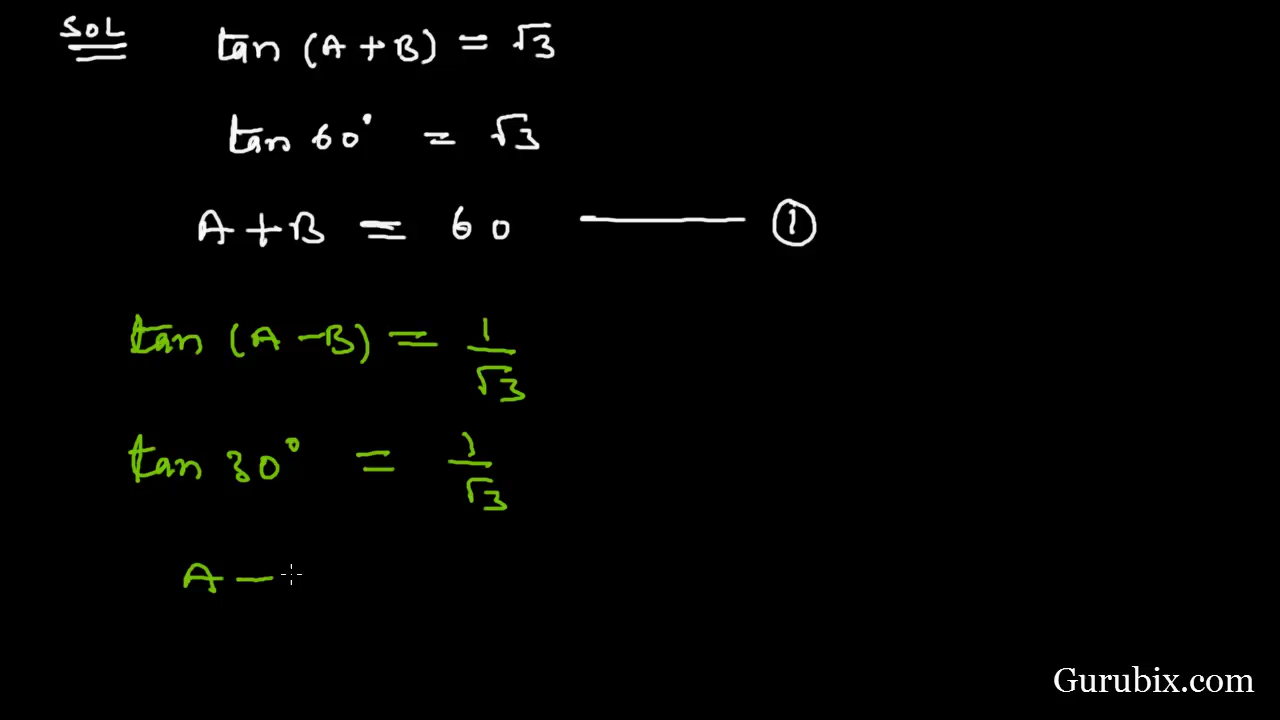 SOL tan (A + B) = √3
tan 60° = √3
A + B = 60 ——— ①
tan (A − B) = 1/√3
tan 30° = 1/√3
A −
Gurubix.com